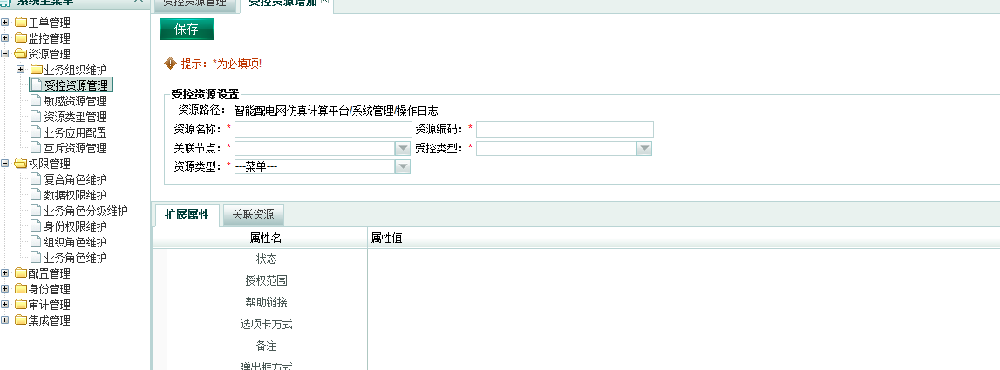 系统主菜单
工单管理
监控管理
资源管理
业务组织维护
受控资源管理
敏感资源管理
资源类型管理
业务应用配置
互斥资源管理
权限管理
复合角色维护
数据权限维护
业务角色分级维护
身份权限维护
组织角色维护
业务角色维护
配置管理
身份管理
审计管理
集成管理
受控资源管理 受控资源增加
保存
提示：*为必填项!
受控资源设置
资源路径： 智能配电网仿真计算平台/系统管理/操作日志
资源名称：* 资源编码：*
关联节点：* 受控类型：*
资源类型：* ---菜单---
扩展属性 关联资源
属性名 属性值
状态
授权范围
帮助链接
选项卡方式
备注
弹出框方式